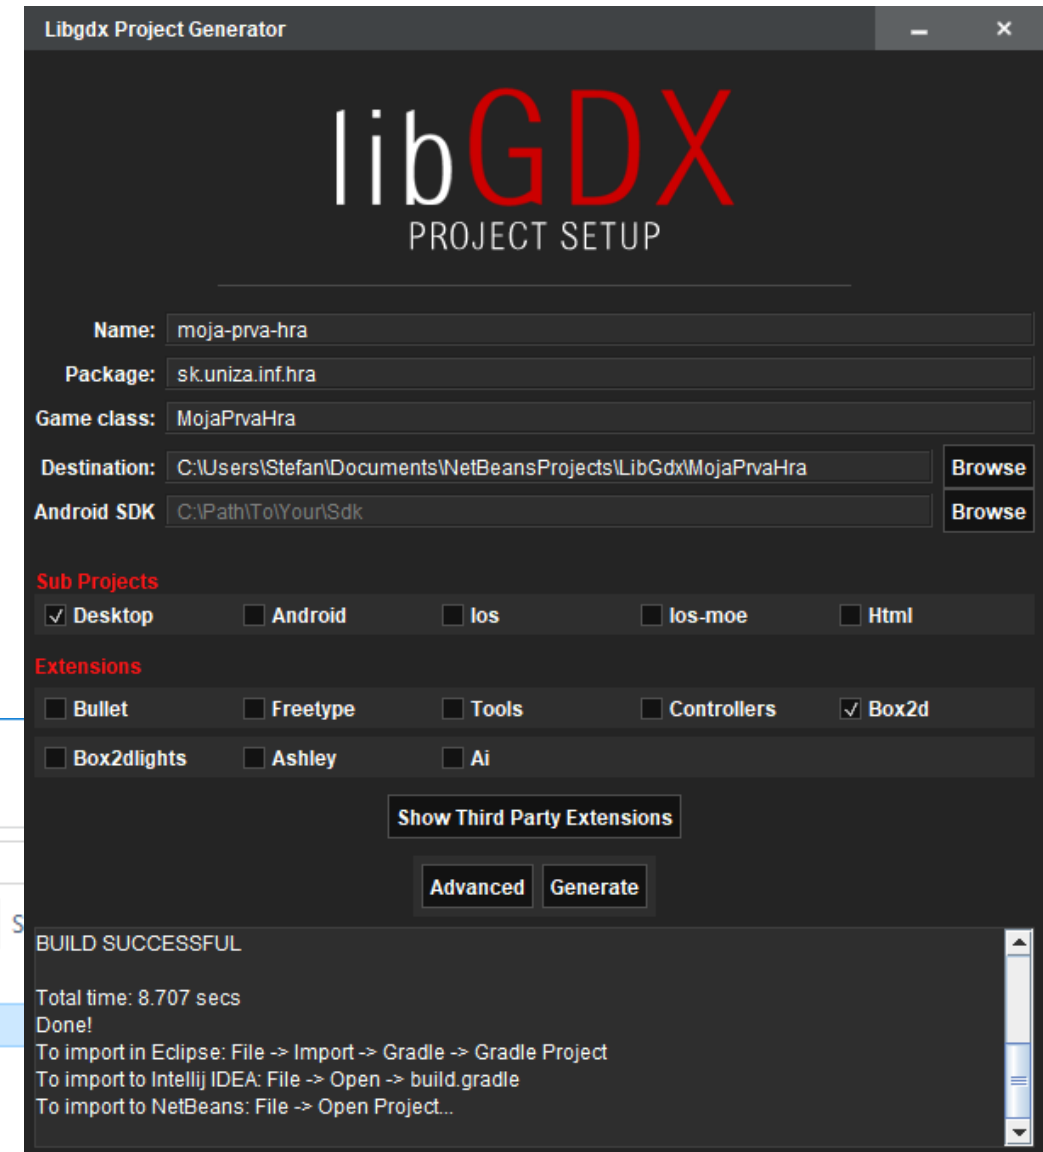 Libgdx Project Generator
libGDX
PROJECT SETUP
Name: moja-prva-hra
Package: sk.uniza.inf.hra
Game class: MojaPrvaHra
Destination: C:\Users\Stefan\Documents\NetBeansProjects\LibGdx\MojaPrvaHra Browse
Android SDK C:\Path\To\Your\Sdk Browse
Sub Projects
Desktop Android Ios Ios-moe Html
Extensions
Bullet Freetype Tools Controllers Box2d
Box2dlights Ashley Ai
Show Third Party Extensions
Advanced Generate
S
BUILD SUCCESSFUL
Total time: 8.707 secs
Done!
To import in Eclipse: File -> Import -> Gradle -> Gradle Project
To import to Intellij IDEA: File -> Open -> build.gradle
To import to NetBeans: File -> Open Project...